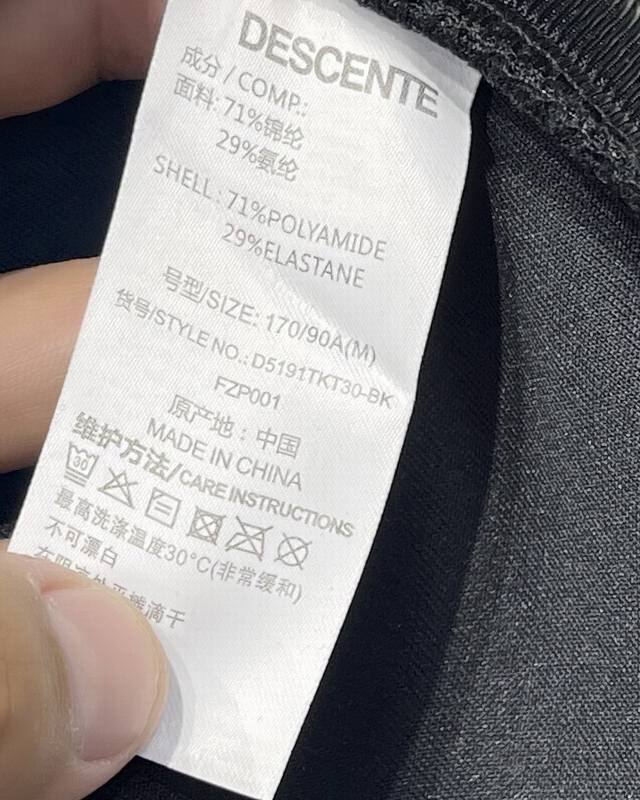 DESCENTE
成分 / COMP.:
面料: 71%锦纶
29%氨纶
SHELL: 71%POLYAMIDE
29%ELASTANE
号型/SIZE: 170/90A(M)
货号/STYLE NO.: D5191TKT30-BK
FZP001
原产地：中国
MADE IN CHINA
维护方法/CARE INSTRUCTIONS
30
最高洗涤温度30°C(非常缓和)
不可漂白
滴干